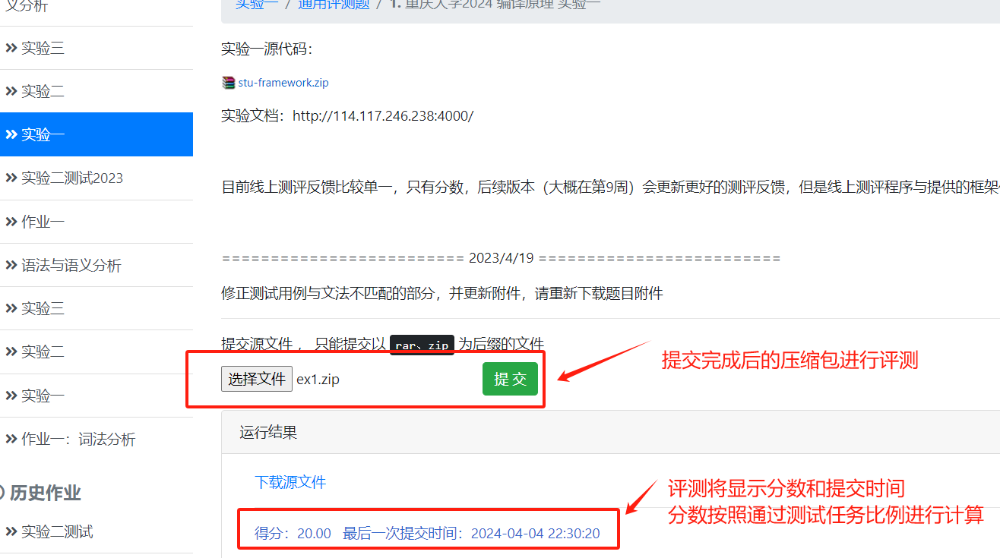 义分析
实验三
实验二
实验一
实验二测试2023
作业一
语法与语义分析
实验三
实验二
实验一
作业一：词法分析
历史作业
实验二测试
实验一 / 通用评测题 / 1. 重庆大学2024 编译原理 实验一
实验一源代码：
stu-framework.zip
实验文档：http://114.117.246.238:4000/
目前线上测评反馈比较单一，只有分数，后续版本（大概在第9周）会更新更好的测评反馈，但是线上测评程序与提供的框架
========================= 2023/4/19 =========================
修正测试用例与文法不匹配的部分，并更新附件，请重新下载题目附件
提交源文件 ， 只能提交以 rar、zip 为后缀的文件
选择文件 ex1.zip 提 交
提交完成后的压缩包进行评测
运行结果
下载源文件
评测将显示分数和提交时间
分数按照通过测试任务比例进行计算
得分：20.00 最后一次提交时间：2024-04-04 22:30:20